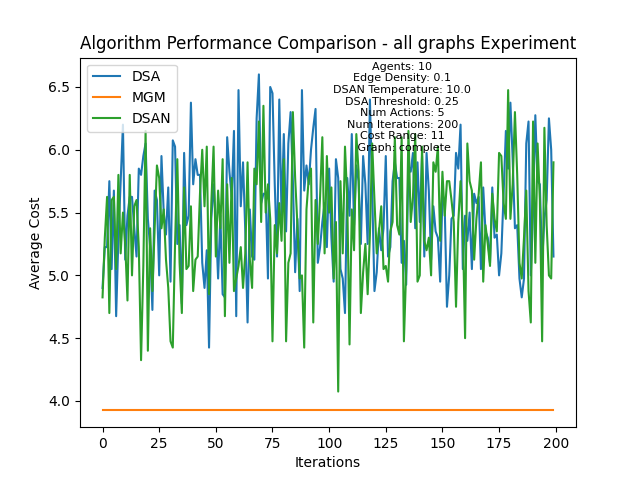 Algorithm Performance Comparison - all graphs Experiment
DSA
MGM
DSAN
Agents: 10
Edge Density: 0.1
DSAN Temperature: 10.0
DSA Threshold: 0.25
Num Actions: 5
Num Iterations: 200
Cost Range: 11
Graph: complete
Average Cost
6.5
6.0
5.5
5.0
4.5
4.0
0 25 50 75 100 125 150 175 200
Iterations